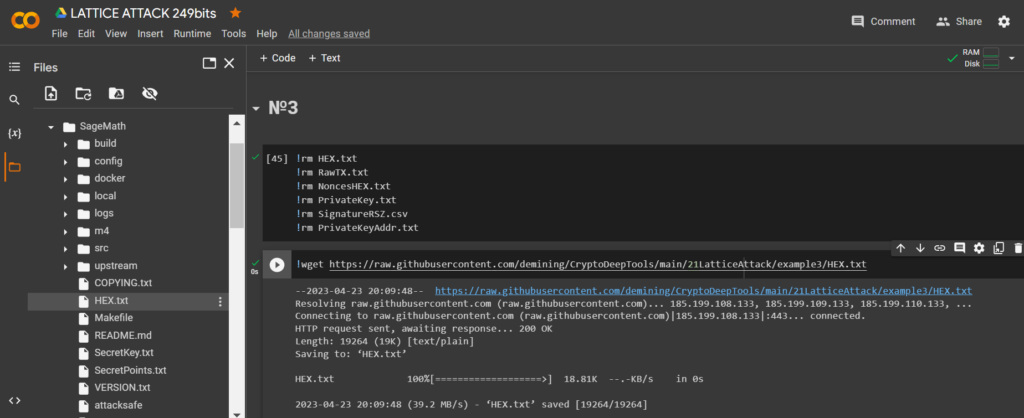 LATTICE ATTACK 249bits
File Edit View Insert Runtime Tools Help All changes saved
Comment Share
Files
+ Code + Text
RAM
Disk
SageMath
build
config
docker
local
logs
m4
src
upstream
COPYING.txt
HEX.txt
Makefile
README.md
SecretKey.txt
SecretPoints.txt
VERSION.txt
attacksafe
{x}
<>
№3
[45] !rm HEX.txt
!rm RawTX.txt
!rm NoncesHEX.txt
!rm PrivateKey.txt
!rm SignatureRSZ.csv
!rm PrivateKeyAddr.txt
0s
!wget https://raw.githubusercontent.com/demining/CryptoDeepTools/main/21LatticeAttack/example3/HEX.txt
--2023-04-23 20:09:48-- https://raw.githubusercontent.com/demining/CryptoDeepTools/main/21LatticeAttack/example3/HEX.txt
Resolving raw.githubusercontent.com (raw.githubusercontent.com)... 185.199.108.133, 185.199.109.133, 185.199.110.133, ...
Connecting to raw.githubusercontent.com (raw.githubusercontent.com)|185.199.108.133|:443... connected.
HTTP request sent, awaiting response... 200 OK
Length: 19264 (19K) [text/plain]
Saving to: ‘HEX.txt’
HEX.txt 100%[===================>] 18.81K --.-KB/s in 0s
2023-04-23 20:09:48 (39.2 MB/s) - ‘HEX.txt’ saved [19264/19264]